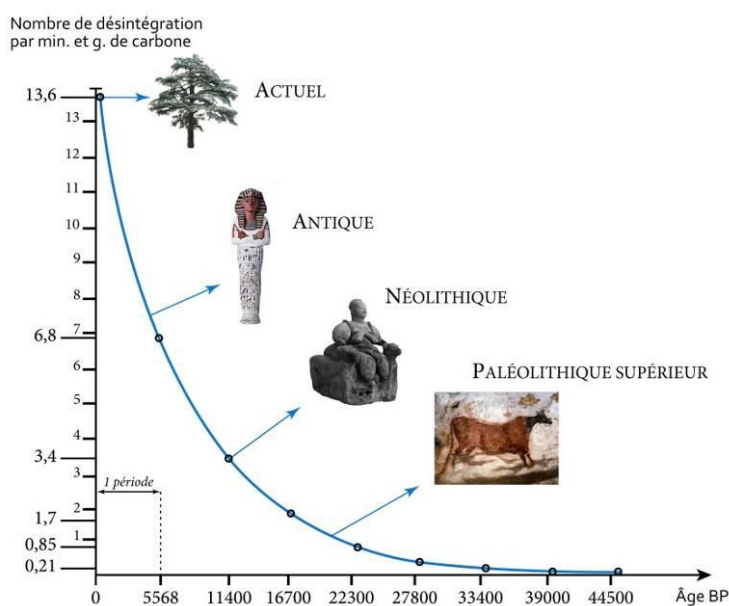 Nombre de désintégration
par min. et g. de carbone
13,6
13
12
11
10
9
8
7
6,8
6
5
4
3,4
3
2
1,7
1
0,85
0,21
ACTUEL
ANTIQUE
NÉOLITHIQUE
PALÉOLITHIQUE SUPÉRIEUR
1 période
0 5568 11400 16700 22300 27800 33400 39000 44500 Âge BP